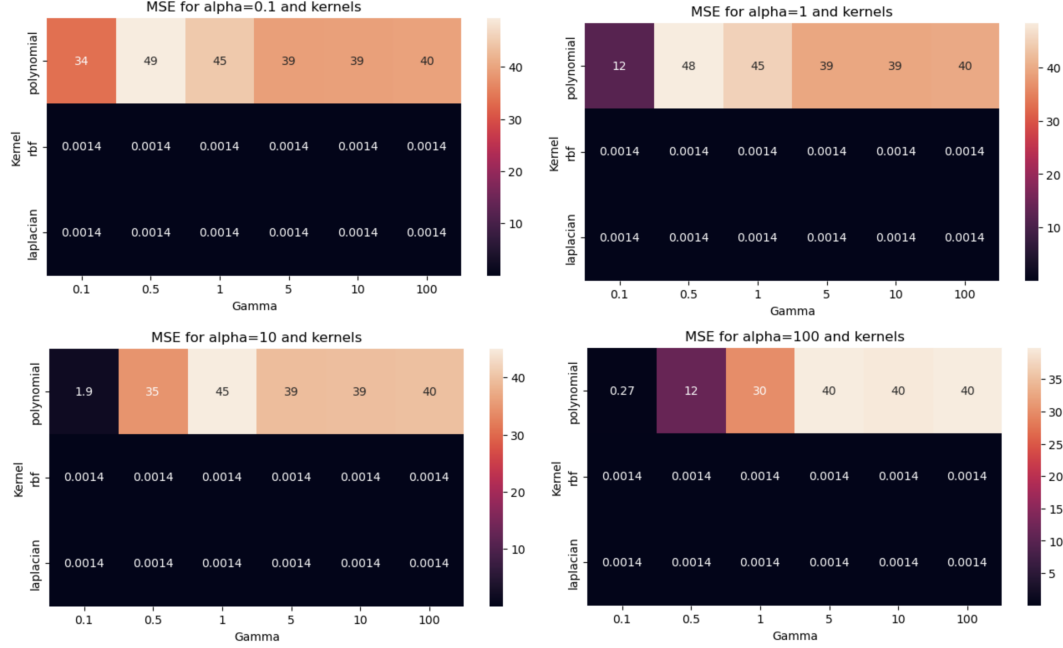 MSE for alpha=0.1 and kernels
polynomial 34 49 45 39 39 40
rbf 0.0014 0.0014 0.0014 0.0014 0.0014 0.0014
laplacian 0.0014 0.0014 0.0014 0.0014 0.0014 0.0014
Kernel
0.1 0.5 1 5 10 100
Gamma
40
30
20
10
MSE for alpha=1 and kernels
polynomial 12 48 45 39 39 40
rbf 0.0014 0.0014 0.0014 0.0014 0.0014 0.0014
laplacian 0.0014 0.0014 0.0014 0.0014 0.0014 0.0014
Kernel
0.1 0.5 1 5 10 100
Gamma
40
30
20
10
MSE for alpha=10 and kernels
polynomial 1.9 35 45 39 39 40
rbf 0.0014 0.0014 0.0014 0.0014 0.0014 0.0014
laplacian 0.0014 0.0014 0.0014 0.0014 0.0014 0.0014
Kernel
0.1 0.5 1 5 10 100
Gamma
40
30
20
10
MSE for alpha=100 and kernels
polynomial 0.27 12 30 40 40 40
rbf 0.0014 0.0014 0.0014 0.0014 0.0014 0.0014
laplacian 0.0014 0.0014 0.0014 0.0014 0.0014 0.0014
Kernel
0.1 0.5 1 5 10 100
Gamma
35
30
25
20
15
10
5